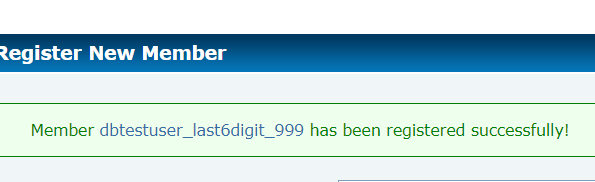 Register New Member
Member dbtestuser_last6digit_999 has been registered successfully!